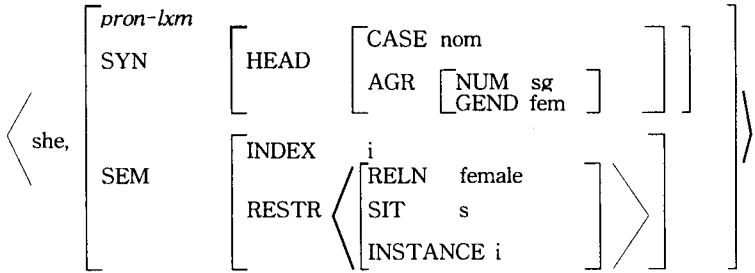 pron-lxm
SYN HEAD CASE nom
AGR NUM sg
GEND fem
she,
SEM INDEX i
RESTR RELN female
SIT s
INSTANCE i